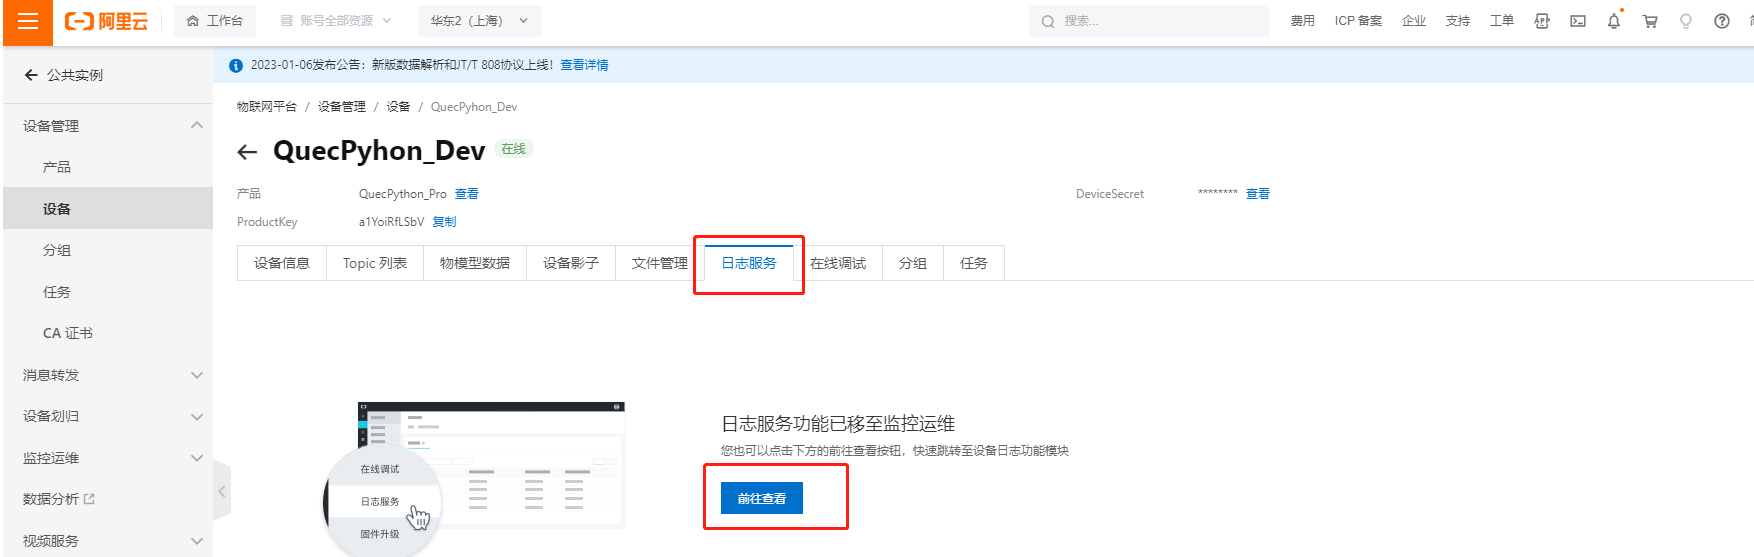 阿里云 工作台 账号全部资源 华东2（上海） 搜索... 费用 ICP 备案 企业 支持 工单
公共实例
2023-01-06发布公告：新版数据解析和JT/T 808协议上线！查看详情
物联网平台 / 设备管理 / 设备 / QuecPyhon_Dev
设备管理
产品
设备
分组
任务
CA 证书
消息转发
设备划归
监控运维
数据分析
视频服务
QuecPyhon_Dev 在线
产品 QuecPython_Pro 查看 DeviceSecret ******** 查看
ProductKey a1YoiRfLSbV 复制
设备信息 Topic 列表 物模型数据 设备影子 文件管理 日志服务 在线调试 分组 任务
在线调试
日志服务
固件升级
日志服务功能已移至监控运维
您也可以点击下方的前往查看按钮，快速跳转至设备日志功能模块
前往查看